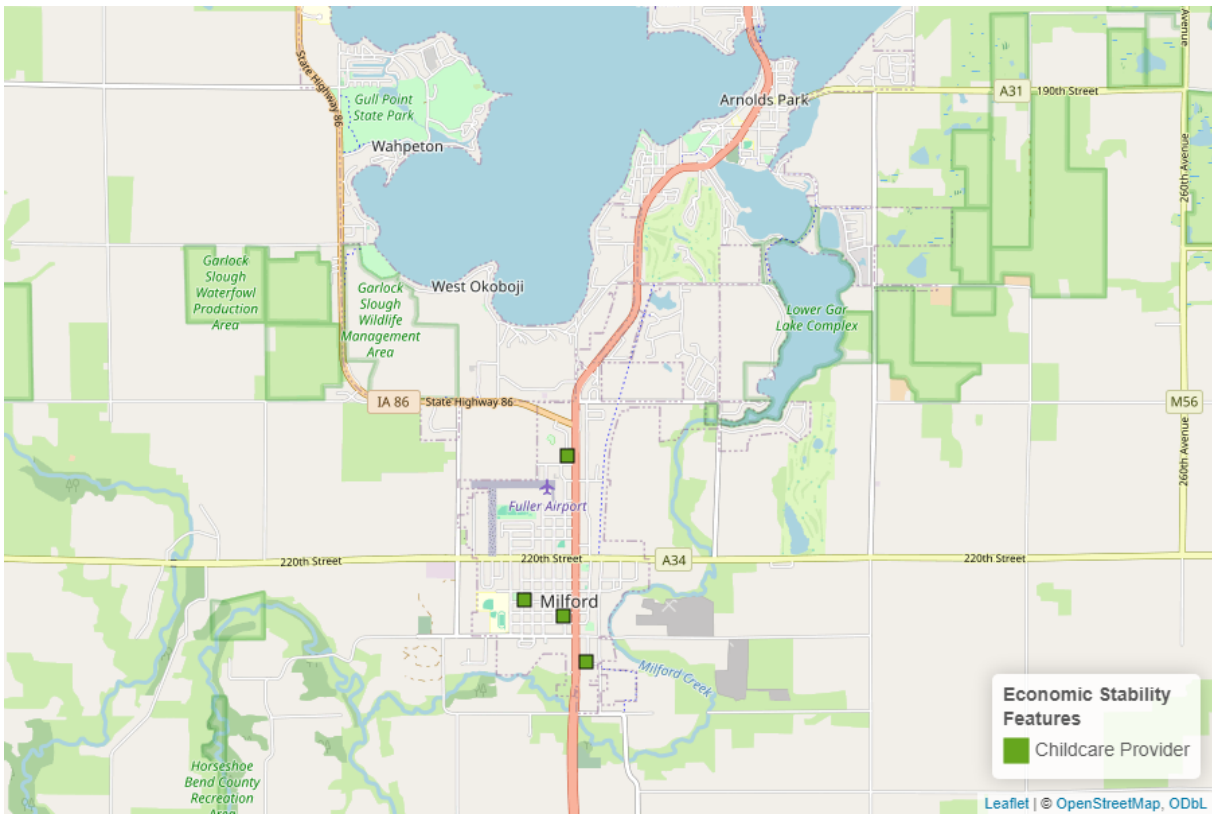 State Highway 86
Gull Point
State Park
Wahpeton
Arnolds Park
A31
190th Street
Avenue
260th Avenue
Garlock
Slough
Waterfowl
Production
Area
Garlock
Slough
Wildlife
Management
Area
West Okoboji
Lower Gar
Lake Complex
IA 86
State Highway 86
M56
260th Avenue
Fuller Airport
220th Street
220th Street
A34
220th Street
Milford
Milford Creek
Horseshoe
Bend County
Recreation
Area
Economic Stability
Features
Childcare Provider
Leaflet | © OpenStreetMap, ODbL